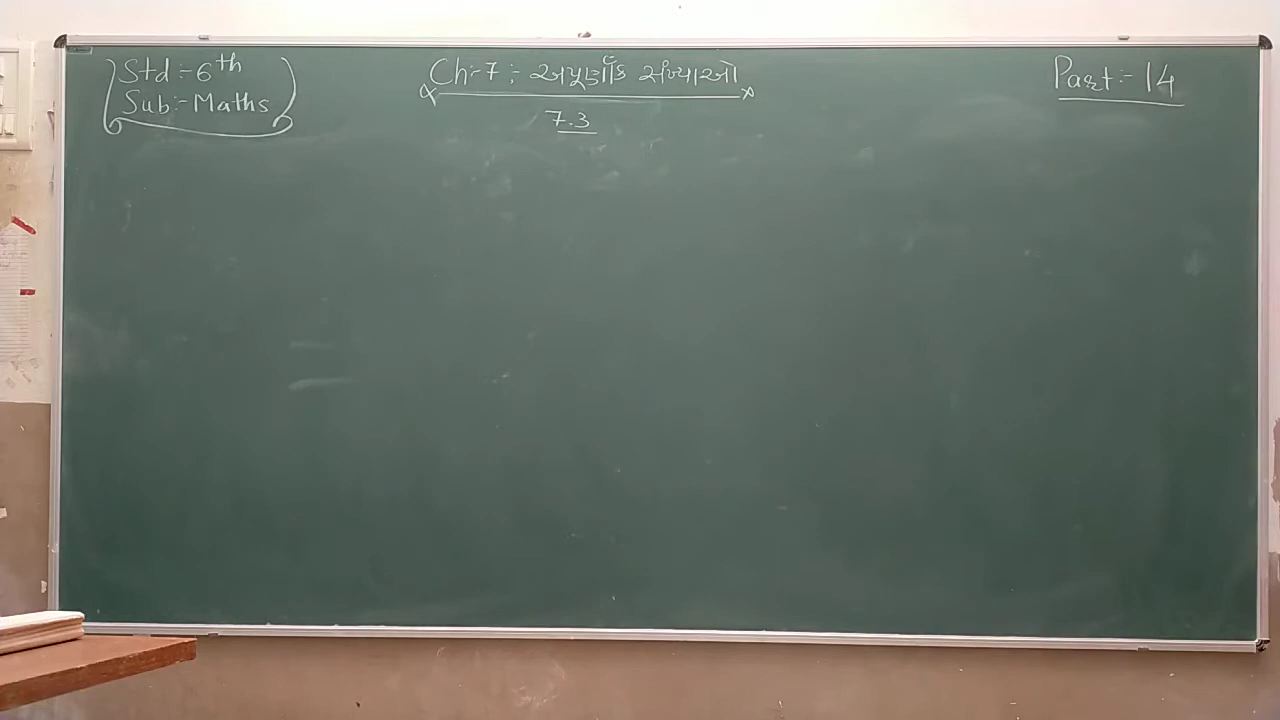 Std :- 6th
Sub :- Maths
Ch :- 7 : અપૂર્ણાંક સંખ્યાઓ
7.3
Part :- 14